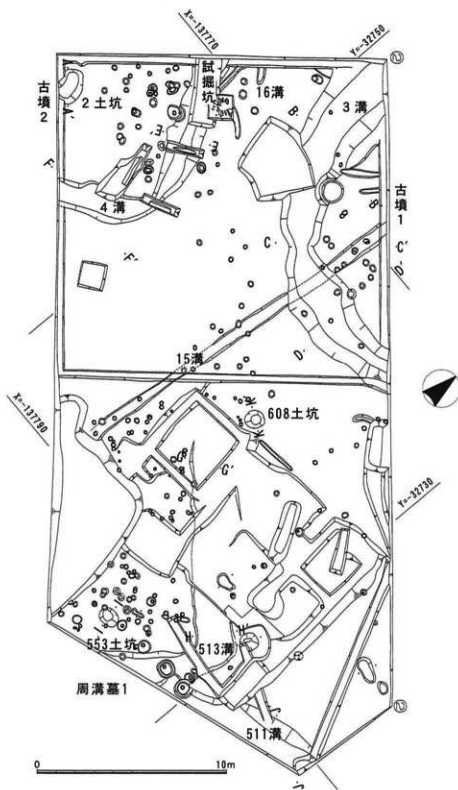 X=-137770
Y=-32750
古墳2
2土坑
試掘坑
16溝
3溝
A'
B'
E'
E
F'
4溝
古墳1
C'
C'
D'
F'
D'
15溝
X=-137790
8
608土坑
G
G'
Y=-32730
553土坑
H
H'
513溝
周溝墓1
511溝
0
10m